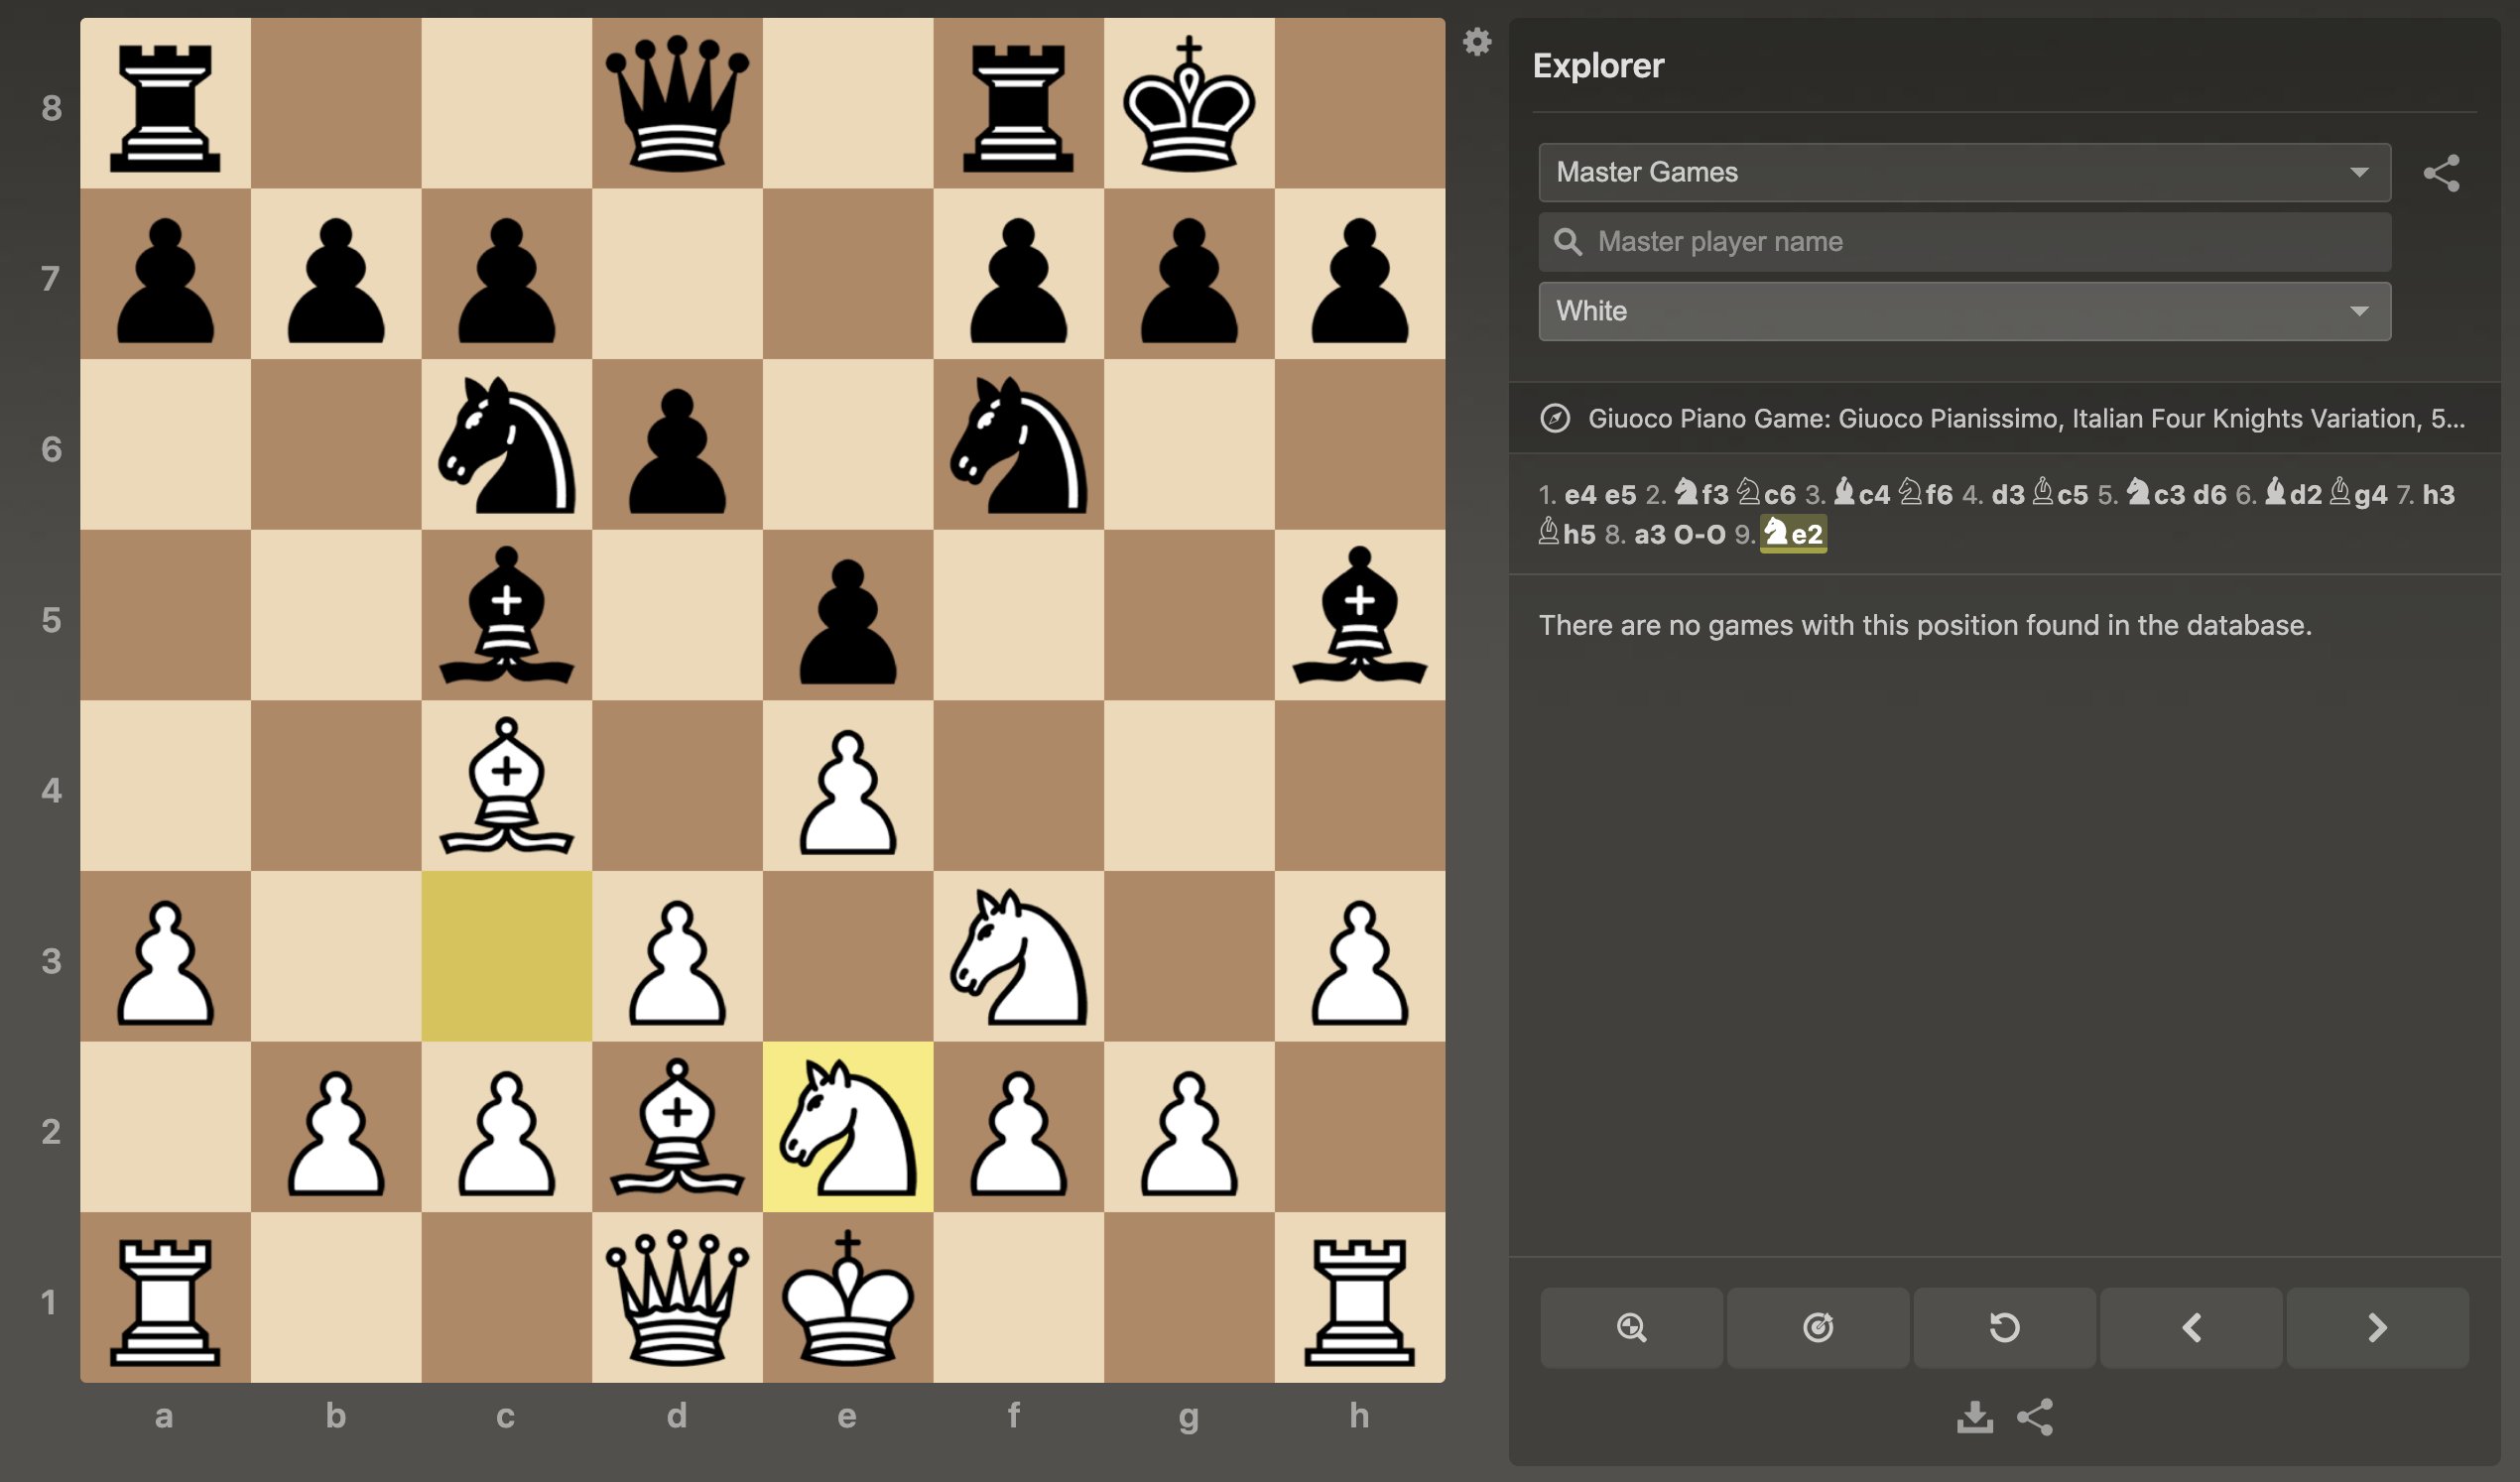 8
7
6
5
4
3
2
1
a b c d e f g h
Explorer
Master Games
Master player name
White
Giuoco Piano Game: Giuoco Pianissimo, Italian Four Knights Variation, 5...
1. e4 e5 2. ♞f3 ♘c6 3. ♝c4 ♘f6 4. d3 ♗c5 5. ♞c3 d6 6. ♝d2 ♗g4 7. h3
♗h5 8. a3 O-O 9. ♞e2
There are no games with this position found in the database.